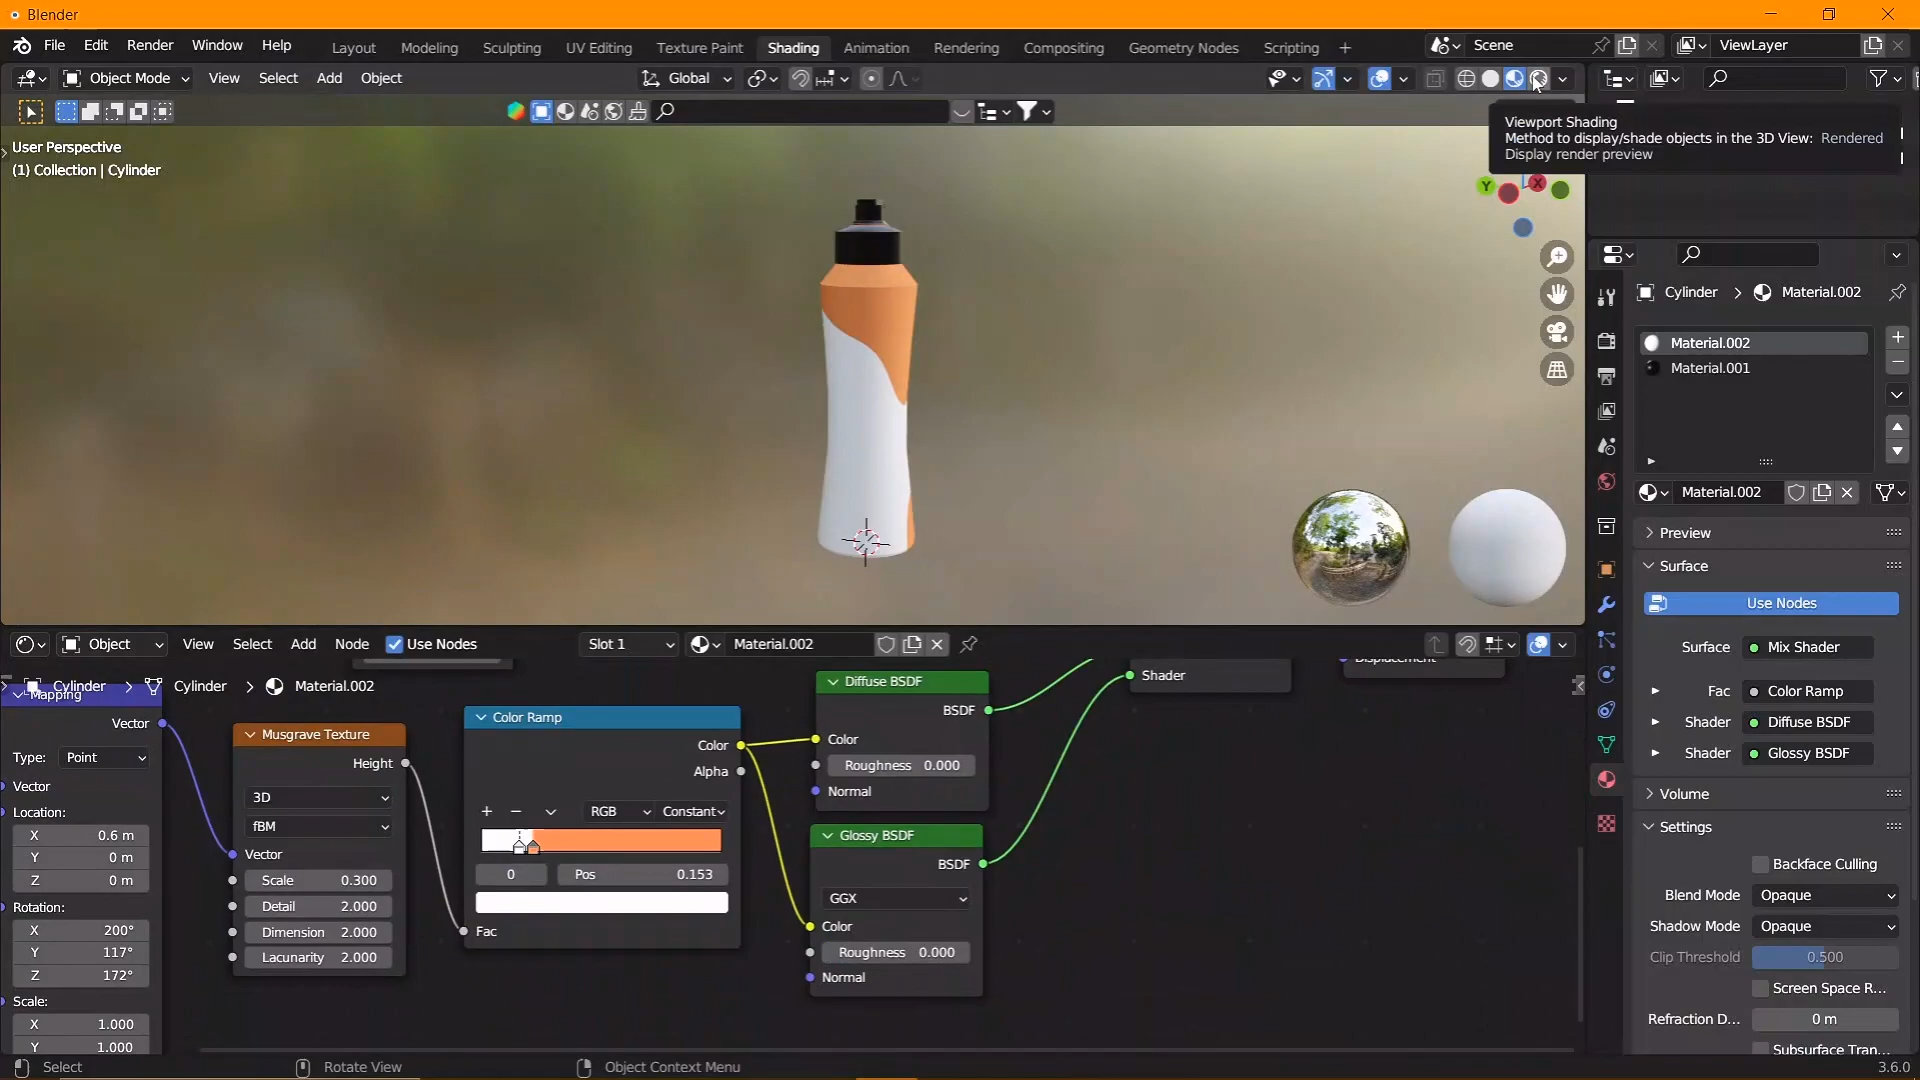 Blender
File Edit Render Window Help Layout Modeling Sculpting UV Editing Texture Paint Shading Animation Rendering Compositing Geometry Nodes Scripting + Scene ViewLayer
Object Mode View Select Add Object Global
Viewport Shading
Method to display/shade objects in the 3D View: Rendered
Display render preview
User Perspective
(1) Collection | Cylinder
Y X
Cylinder > Material.002
Material.002
Material.001
Material.002
Preview
Surface
Use Nodes
Surface Mix Shader
Fac Color Ramp
Shader Diffuse BSDF
Shader Glossy BSDF
Volume
Settings
Backface Culling
Blend Mode Opaque
Shadow Mode Opaque
Clip Threshold 0.500
Screen Space R...
Refraction D... 0 m
Subsurface Tran...
Object View Select Add Node Use Nodes Slot 1 Material.002
Cylinder > Cylinder > Material.002
Mapping
Vector
Type: Point
Vector
Location:
X 0.6 m
Y 0 m
Z 0 m
Rotation:
X 200°
Y 117°
Z 172°
Scale:
X 1.000
Y 1.000
Musgrave Texture
Height
3D
fBM
Vector
Scale 0.300
Detail 2.000
Dimension 2.000
Lacunarity 2.000
Color Ramp
Color
Alpha
+ − RGB Constant
0 Pos 0.153
Fac
Diffuse BSDF
BSDF
Color
Roughness 0.000
Normal
Glossy BSDF
BSDF
GGX
Color
Roughness 0.000
Normal
Shader
Displacement
Select Rotate View Object Context Menu 3.6.0